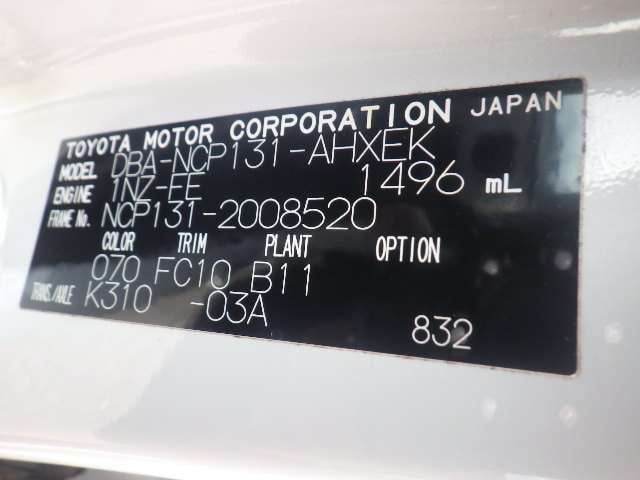 TOYOTA MOTOR CORPORATION JAPAN
MODEL DBA-NCP131-AHXEK
ENGINE 1NZ-FE 1496 mL
FRAME No. NCP131-2008520
COLOR TRIM PLANT OPTION
070 FC10 B11
TRANS./AXLE K310 -03A
832